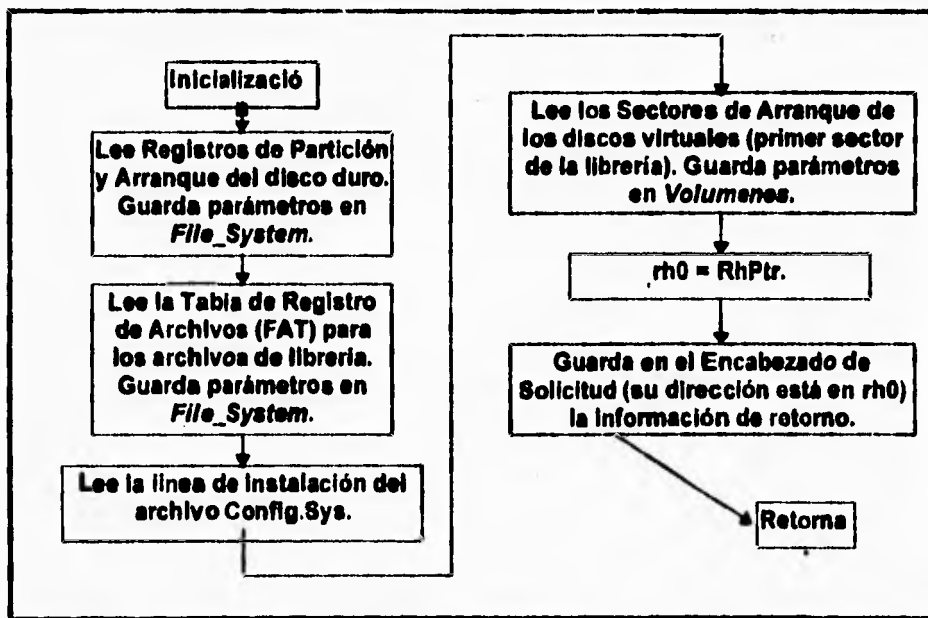 Inicializació
Lee Registros de Partición
y Arranque del disco duro.
Guarda parámetros en
File_System.
Lee la Tabla de Registro
de Archivos (FAT) para
los archivos de librería.
Guarda parámetros en
File_System.
Lee la línea de instalación del
archivo Config.Sys.
Lee los Sectores de Arranque de
los discos virtuales (primer sector
de la librería). Guarda parámetros
en Volumenes.
rh0 = RhPtr.
Guarda en el Encabezado de
Solicitud (su dirección está en rh0)
la información de retorno.
Retorna